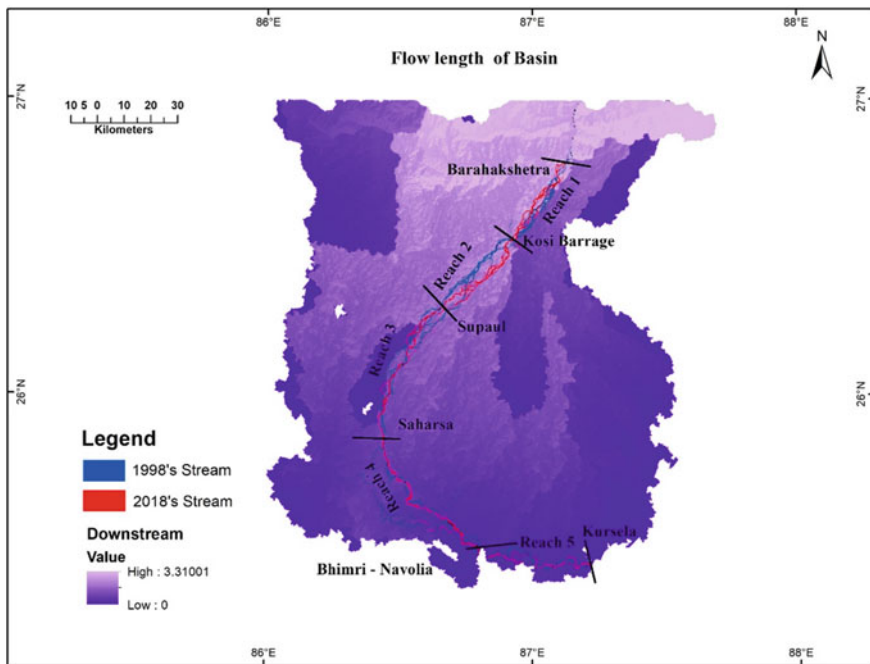 86°E
87°E
88°E
Flow length of Basin
N
27°N
27°N
10 5 0 10 20 30
Kilometers
Barahakshetra
Reach 1
Kosi Barrage
Reach 2
Supaul
Reach 3
26°N
26°N
Saharsa
Legend
1998's Stream
2018's Stream
Reach 4
Downstream
Value
High : 3.31001
Low : 0
Kursela
Reach 5
Bhimri - Navolia
86°E
87°E
88°E